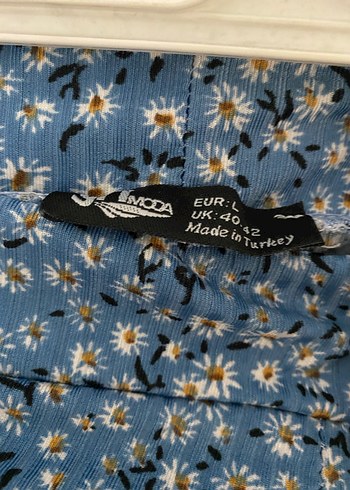 MODA
EUR: L
UK: 40-42
Made in Turkey